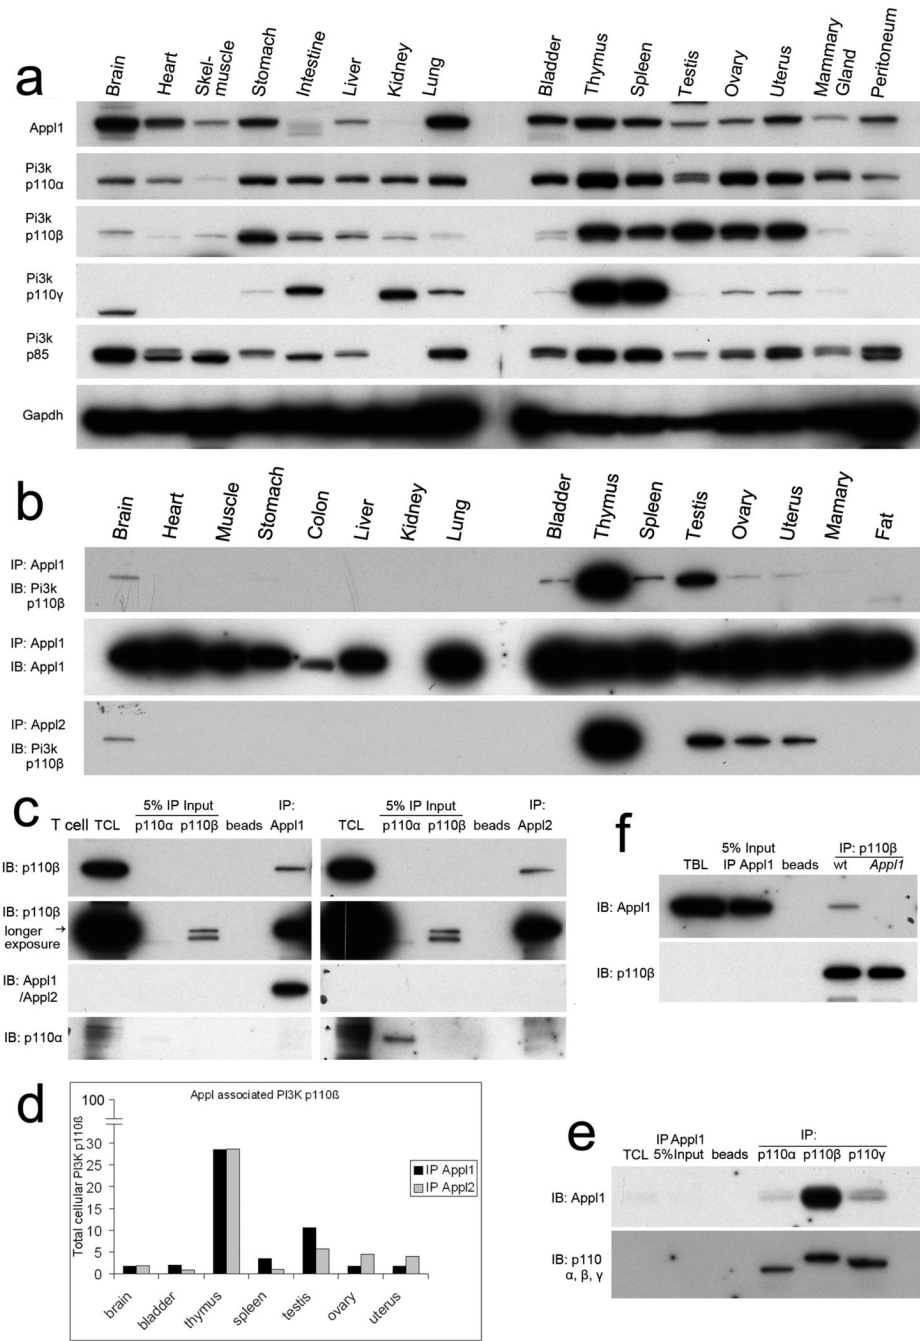 a
Brain Heart Skel-muscle Stomach Intestine Liver Kidney Lung Bladder Thymus Spleen Testis Ovary Uterus Mammary Gland Peritoneum
Appl1
Pi3k
p110α
Pi3k
p110β
Pi3k
p110γ
Pi3k
p85
Gapdh
b
Brain Heart Muscle Stomach Colon Liver Kidney Lung Bladder Thymus Spleen Testis Ovary Uterus Mamary Fat
IP: Appl1
IB: Pi3k
p110β
IP: Appl1
IB: Appl1
IP: Appl2
IB: Pi3k
p110β
c
5% IP Input IP: 5% IP Input IP:
T cell TCL p110α p110β beads Appl1 TCL p110α p110β beads Appl2
IB: p110β
IB: p110β
longer →
exposure
IB: Appl1
/Appl2
IB: p110α
f
5% Input IP: p110β
TBL IP Appl1 beads wt Appl1
IB: Appl1
IB: p110β
d
Appl associated PI3K p110ß
Total cellular PI3K p110ß
100
30
25
20
15
10
5
0
IP Appl1
IP Appl2
brain bladder thymus spleen testis ovary uterus
e
IP Appl1 IP:
TCL 5%Input beads p110α p110β p110γ
IB: Appl1
IB: p110
α, β, γ